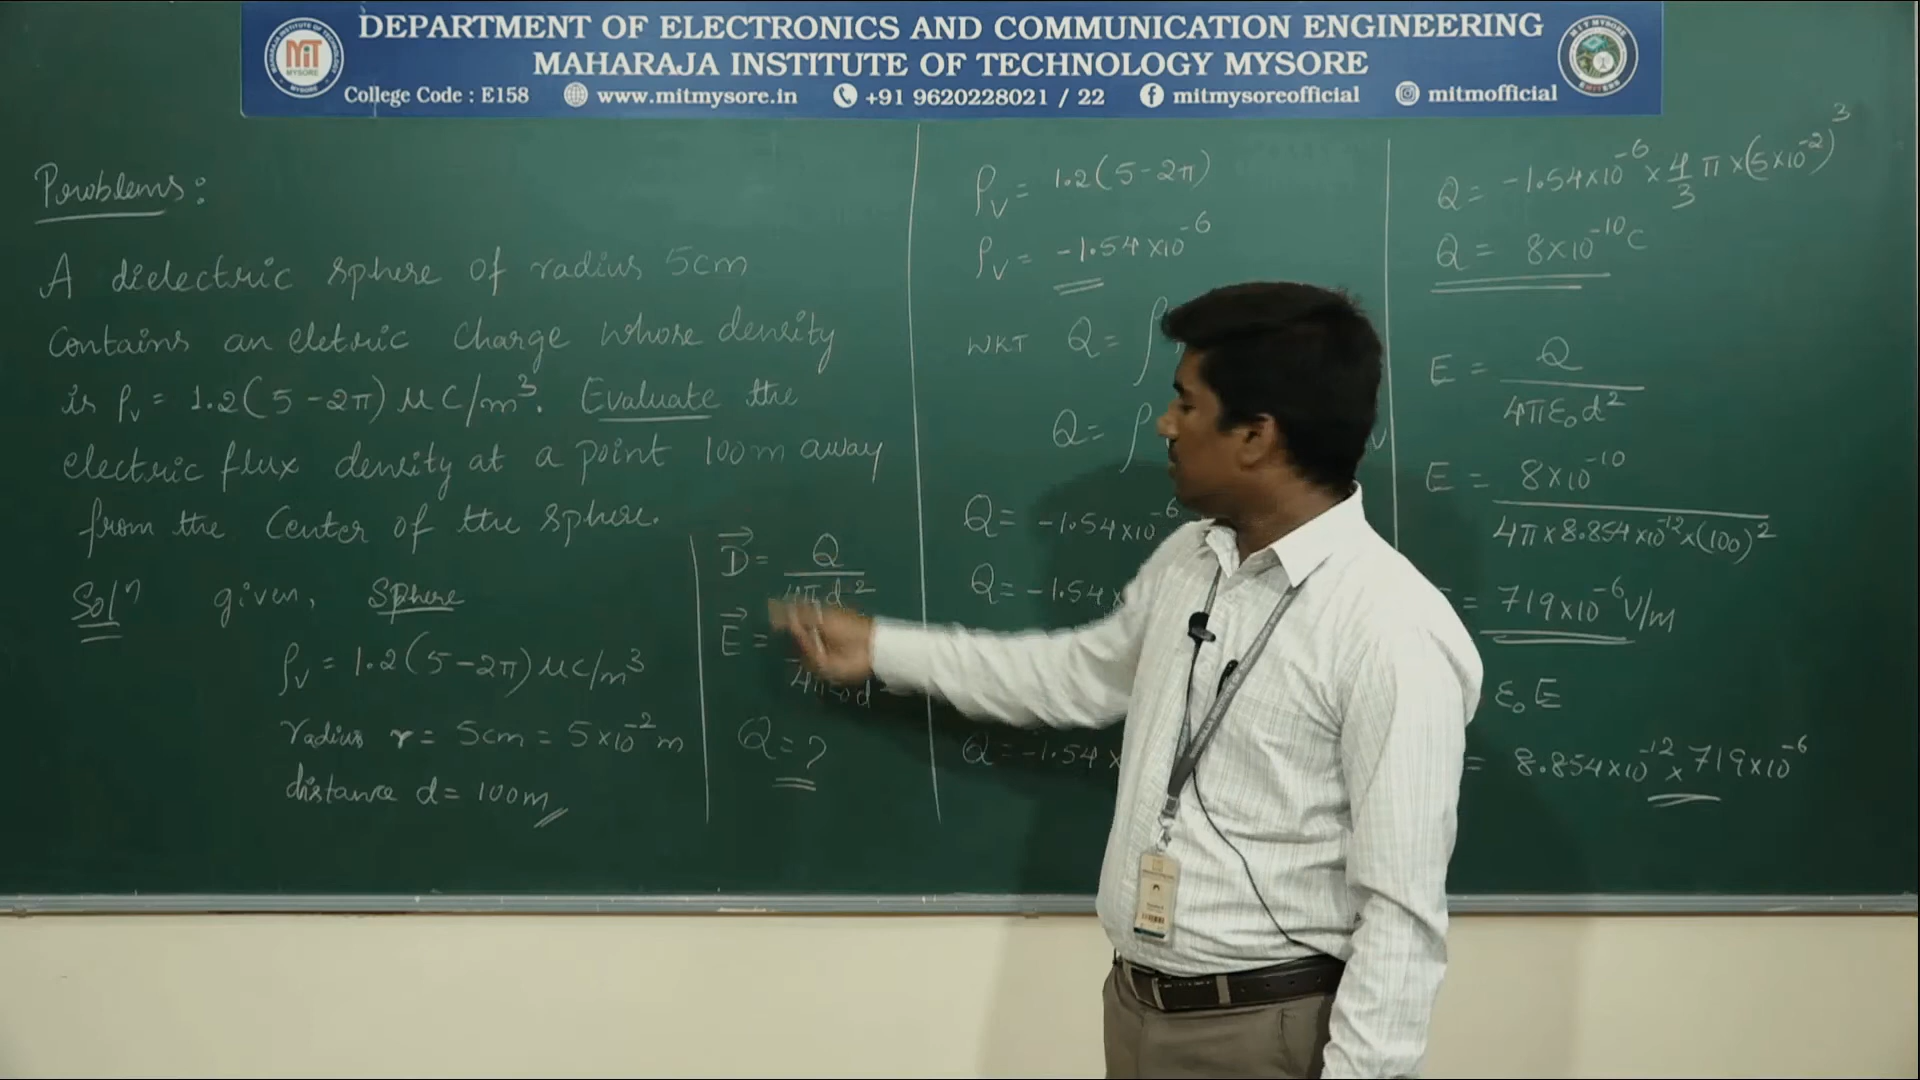 DEPARTMENT OF ELECTRONICS AND COMMUNICATION ENGINEERING
MAHARAJA INSTITUTE OF TECHNOLOGY MYSORE
College Code : E158 www.mitmysore.in +91 9620228021 / 22 mitmysoreofficial mitmofficial
MIT
MYSORE
Problems:
A dielectric sphere of radius 5cm
Contains an eletric Charge whose density
is ρv = 1.2(5-2π) μC/m³. Evaluate the
electric flux density at a point 100m away
from the Center of the sphere.
Solⁿ given, Sphere
ρv = 1.2(5-2π) μC/m³
radius r = 5cm = 5×10⁻² m
distance d = 100m
D⃗ = Q / 4πd²
E⃗ =
Q = ?
ρv = 1.2(5-2π)
ρv = -1.54×10⁻⁶
WKT Q = ∫
Q = ∫
Q = -1.54×10⁻⁶
Q = -1.54×
Q = -1.54×
Q = -1.54×10⁻⁶ × 4/3 π × (5×10⁻²)³
Q = 8×10⁻¹⁰ C
E = Q / 4πε₀d²
E = 8×10⁻¹⁰ / 4π×8.854×10⁻¹²×(100)²
= 719×10⁻⁶ V/m
ε₀E
= 8.854×10⁻¹² × 719×10⁻⁶